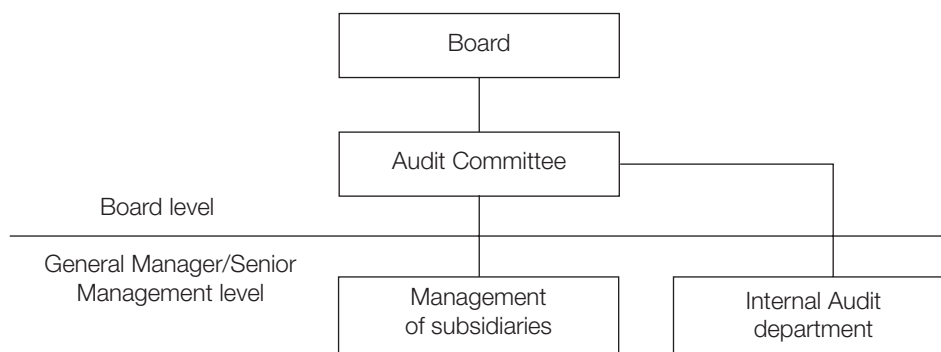 Board
Audit Committee
Board level
General Manager/Senior
Management level
Management
of subsidiaries
Internal Audit
department